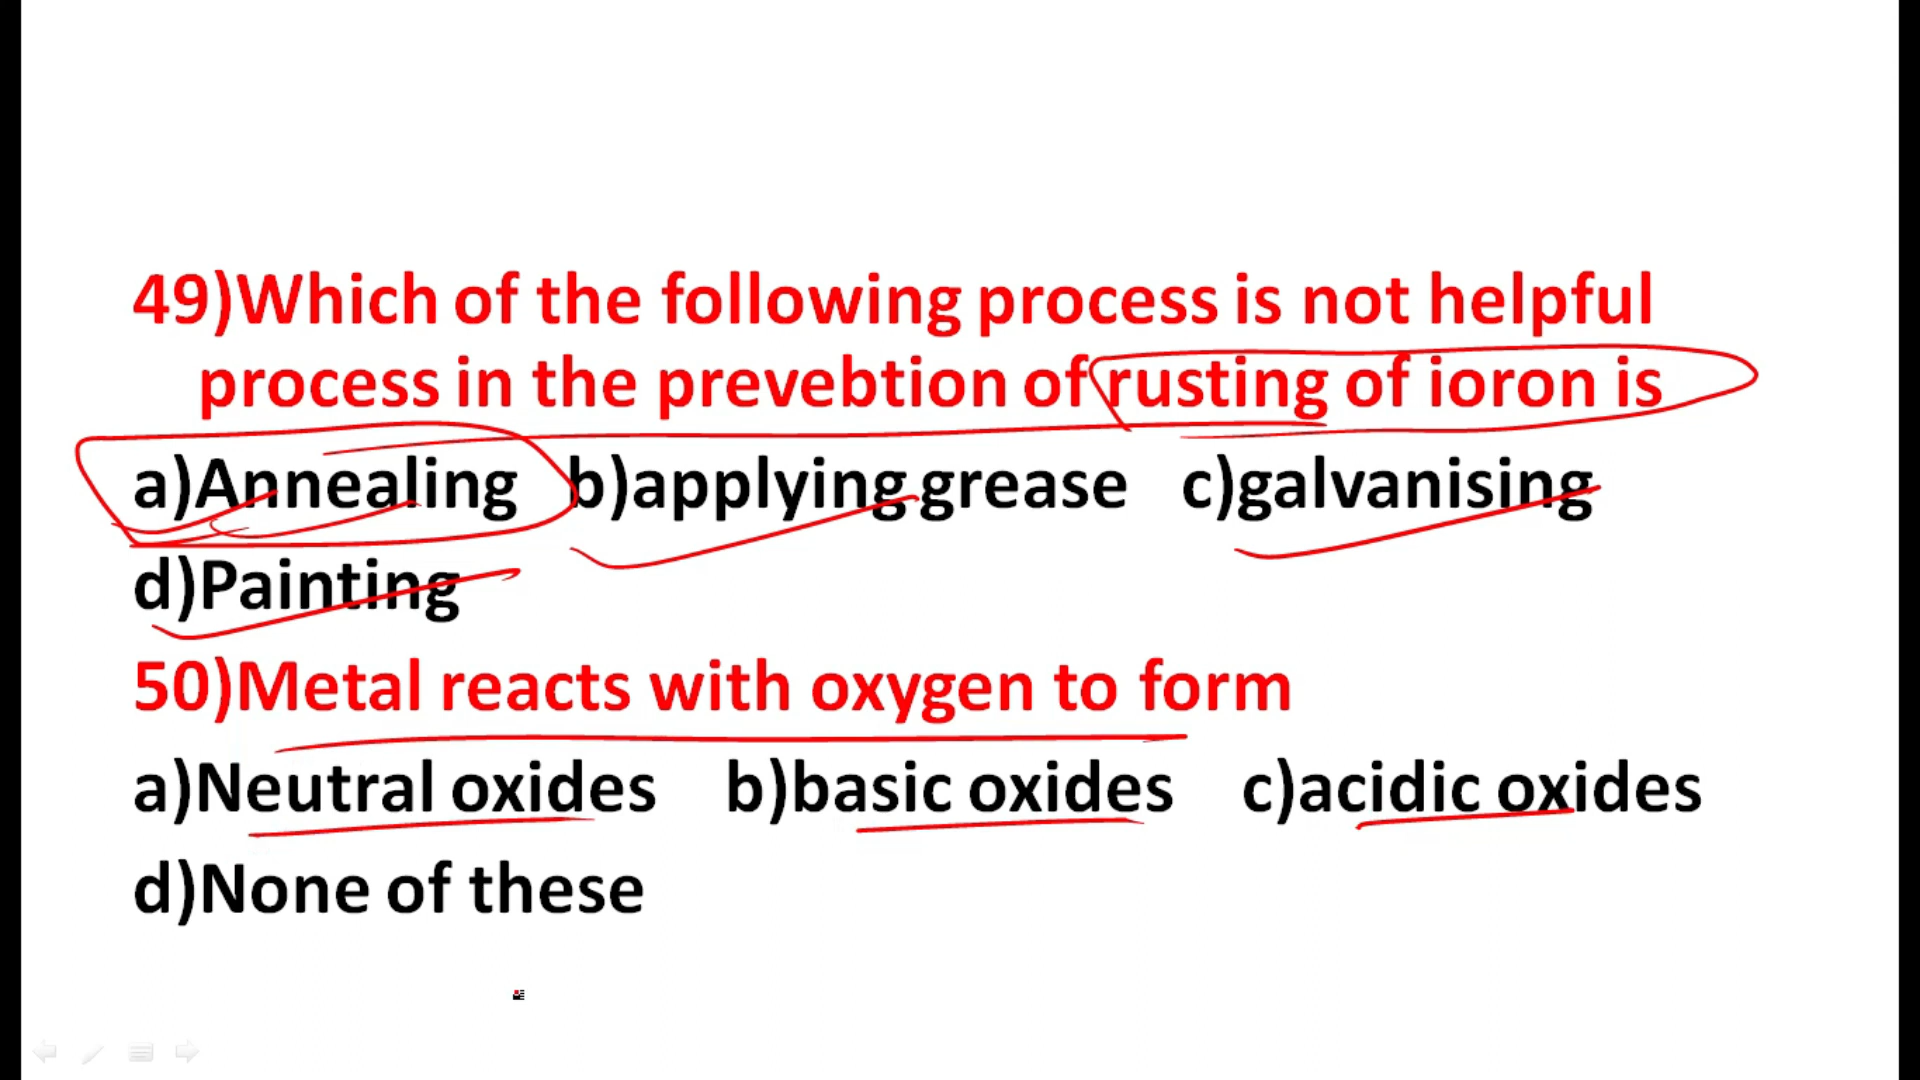 49)Which of the following process is not helpful
process in the prevebtion of rusting of ioron is
a)Annealing b)applying grease c)galvanising
d)Painting
50)Metal reacts with oxygen to form
a)Neutral oxides b)basic oxides c)acidic oxides
d)None of these